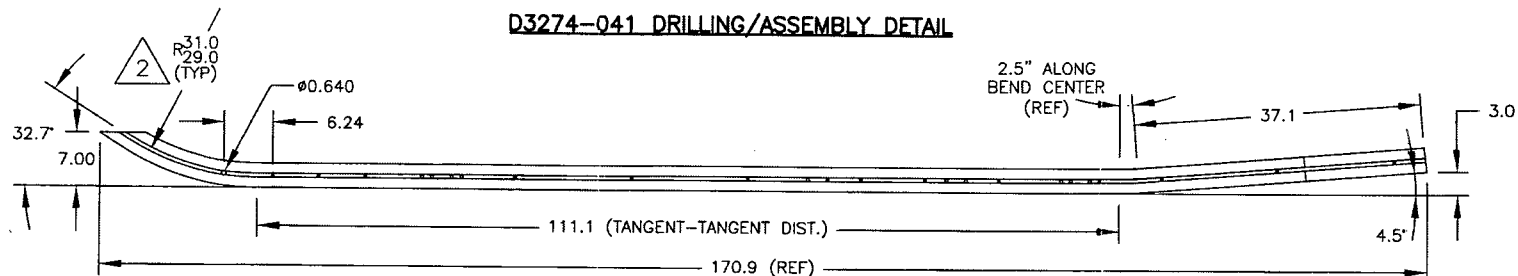 D3274-041 DRILLING/ASSEMBLY DETAIL
2
R31.0
29.0
(TYP)
ø0.640
2.5" ALONG
BEND CENTER
(REF)
37.1
3.0
32.7°
6.24
7.00
111.1 (TANGENT-TANGENT DIST.)
4.5°
170.9 (REF)